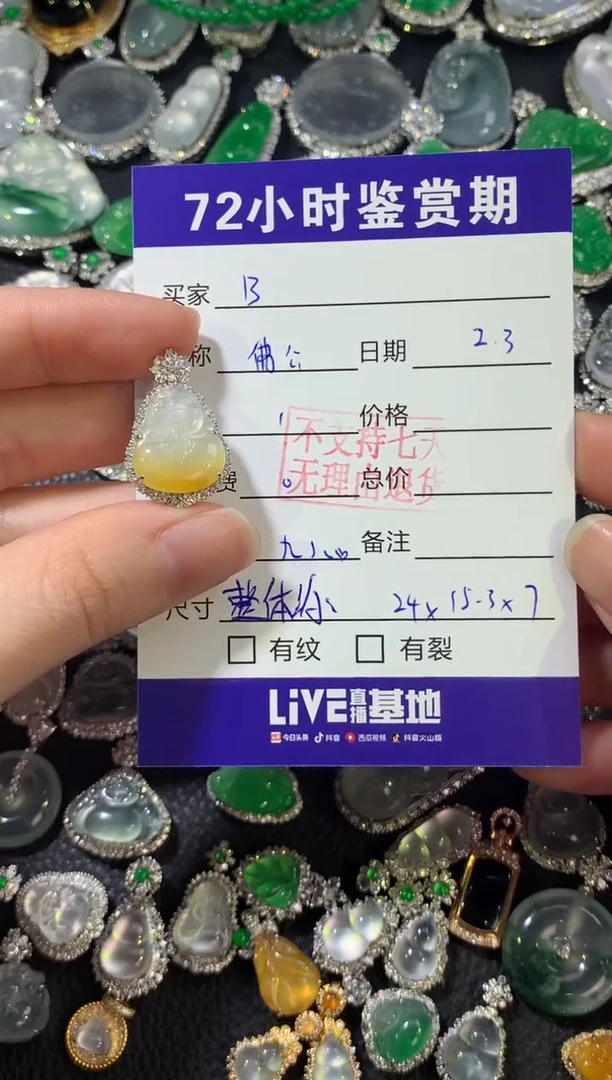 72小时鉴赏期
买家 B
称 佛公 日期 2.3
1 价格
费 0 总价
不支持七天
无理由退货
备注
尺寸 整体约: 24x15.3x7
有纹 有裂
LiVE直播基地
今日头条 抖音 西瓜视频 抖音火山版